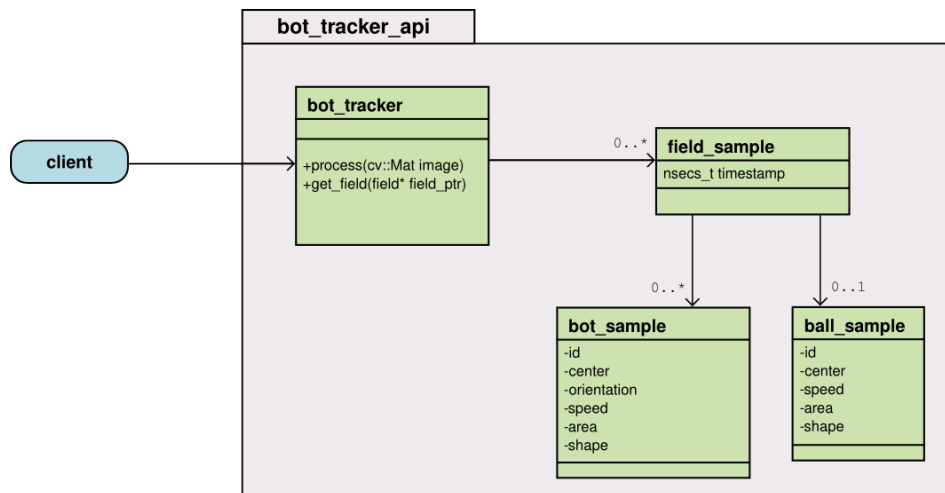 bot_tracker_api
client
bot_tracker
+process(cv::Mat image)
+get_field(field* field_ptr)
0..*
field_sample
nsecs_t timestamp
0..*
bot_sample
-id
-center
-orientation
-speed
-area
-shape
0..1
ball_sample
-id
-center
-speed
-area
-shape